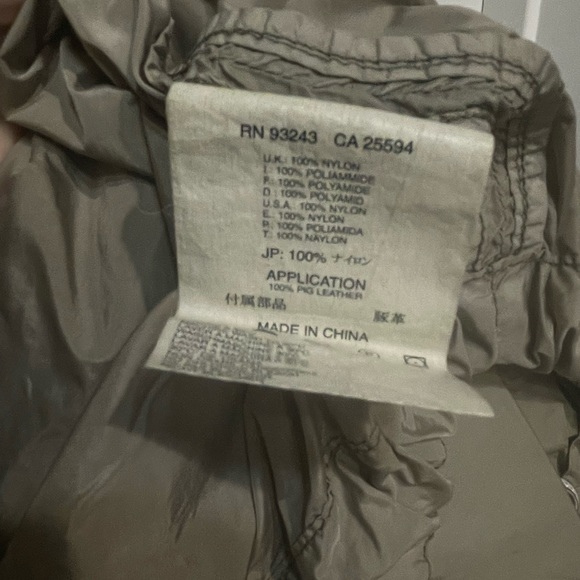 RN 93243 CA 25594
U.K.: 100% NYLON
I.: 100% POLIAMMIDE
F.: 100% POLYAMIDE
D.: 100% POLYAMID
U.S.A.: 100% NYLON
E.: 100% NYLON
P.: 100% POLIAMIDA
T.: 100% NAYLON
JP: 100% ナイロン
APPLICATION
100% PIG LEATHER
付属部品 豚革
MADE IN CHINA